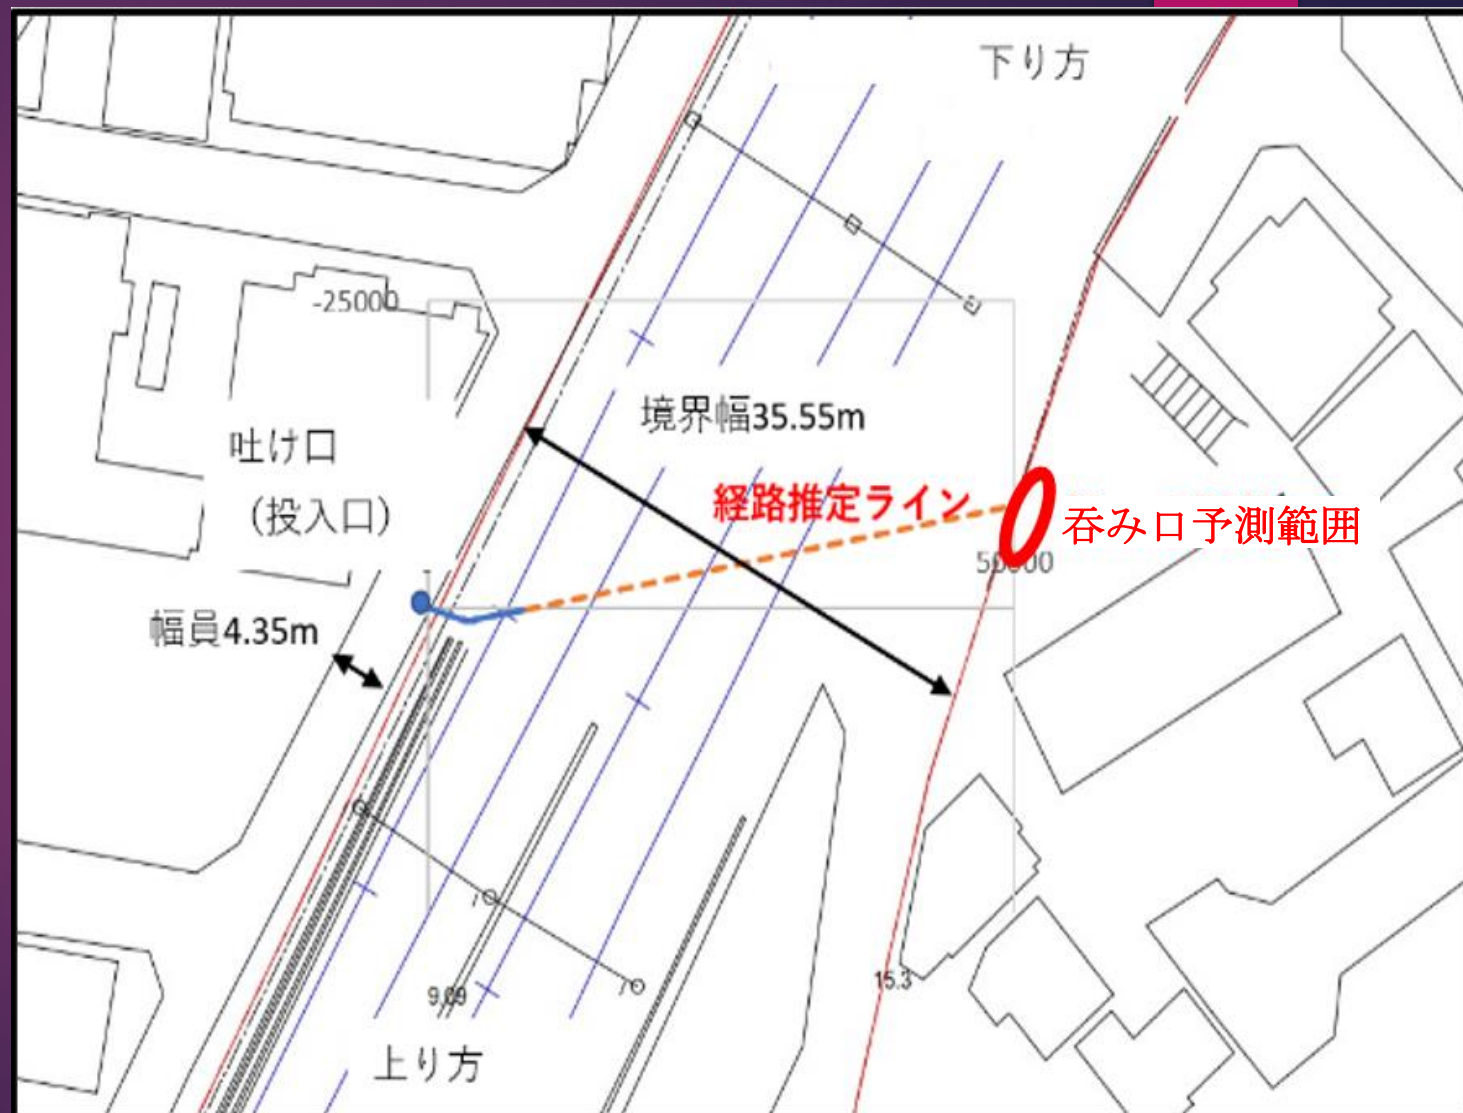 下り方
-25000
境界幅35.55m
吐け口
(投入口)
経路推定ライン
呑み口予測範囲
50000
幅員4.35m
15.3
9.09
上り方